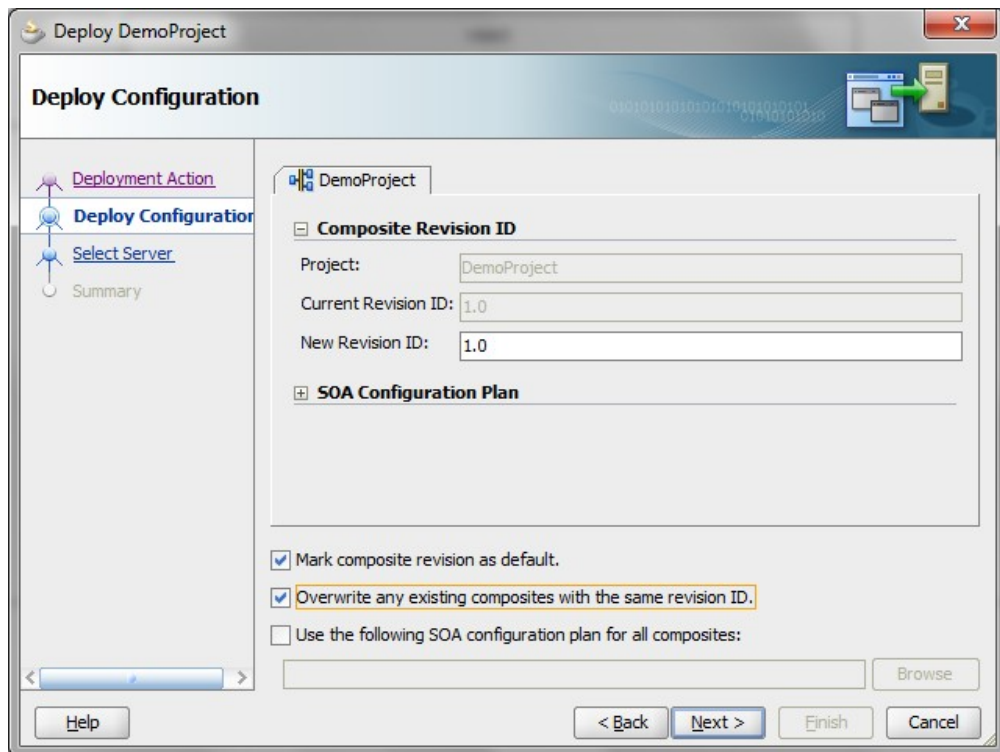 Deploy DemoProject
Deploy Configuration
Deployment Action
Deploy Configuration
Select Server
Summary
DemoProject
Composite Revision ID
Project: DemoProject
Current Revision ID: 1.0
New Revision ID: 1.0
SOA Configuration Plan
Mark composite revision as default.
Overwrite any existing composites with the same revision ID.
Use the following SOA configuration plan for all composites:
Browse
Help
< Back
Next >
Finish
Cancel